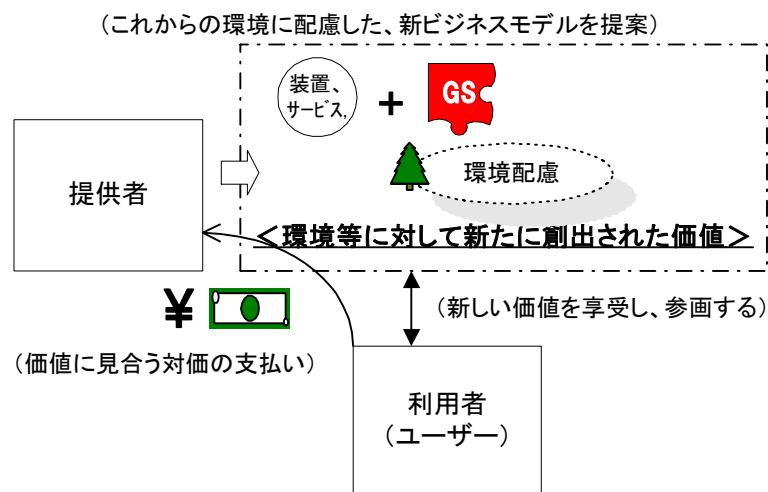 (これからの環境に配慮した、新ビジネスモデルを提案)
装置、
サービス,
+
GS
環境配慮
提供者
<環境等に対して新たに創出された価値>
¥
(新しい価値を享受し、参画する)
(価値に見合う対価の支払い)
利用者
(ユーザー)